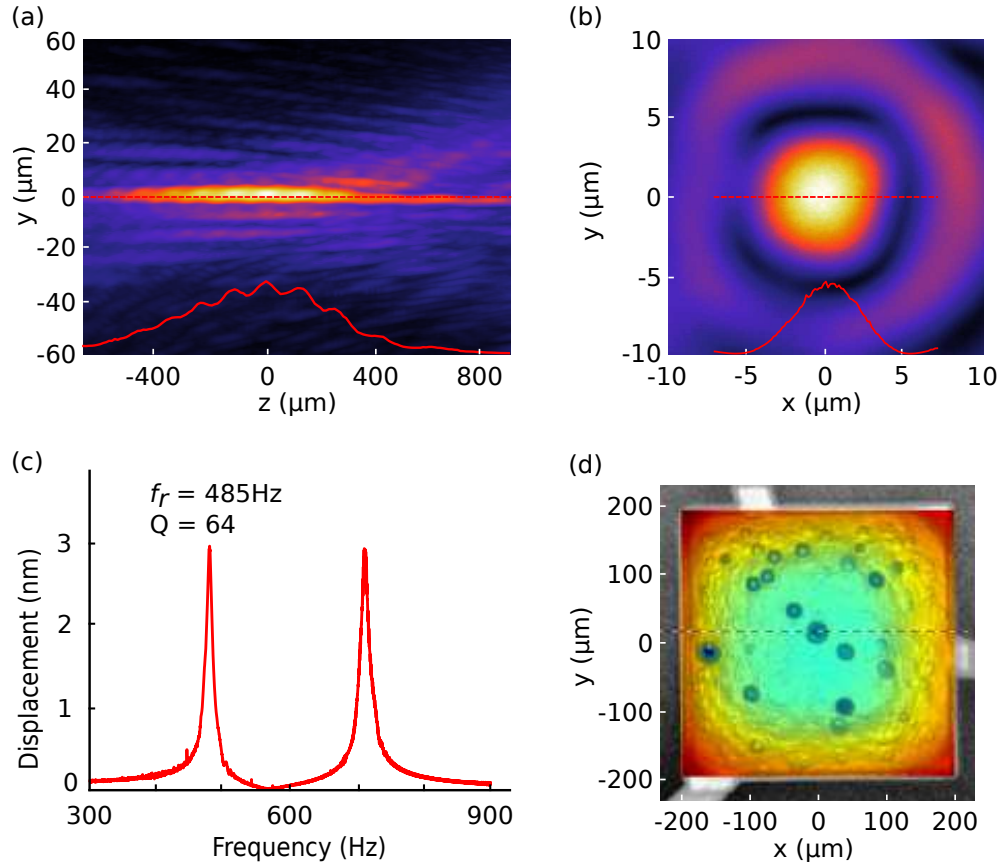 (a)
60
40
20
0
-20
-40
-60
y (μm)
-400
0
400
800
z (μm)
(b)
10
5
0
-5
-10
y (μm)
-10
-5
0
5
10
x (μm)
(c)
fr = 485Hz
Q = 64
3
2
1
0
Displacement (nm)
300
600
900
Frequency (Hz)
(d)
200
100
0
-100
-200
y (μm)
-200
-100
0
100
200
x (μm)